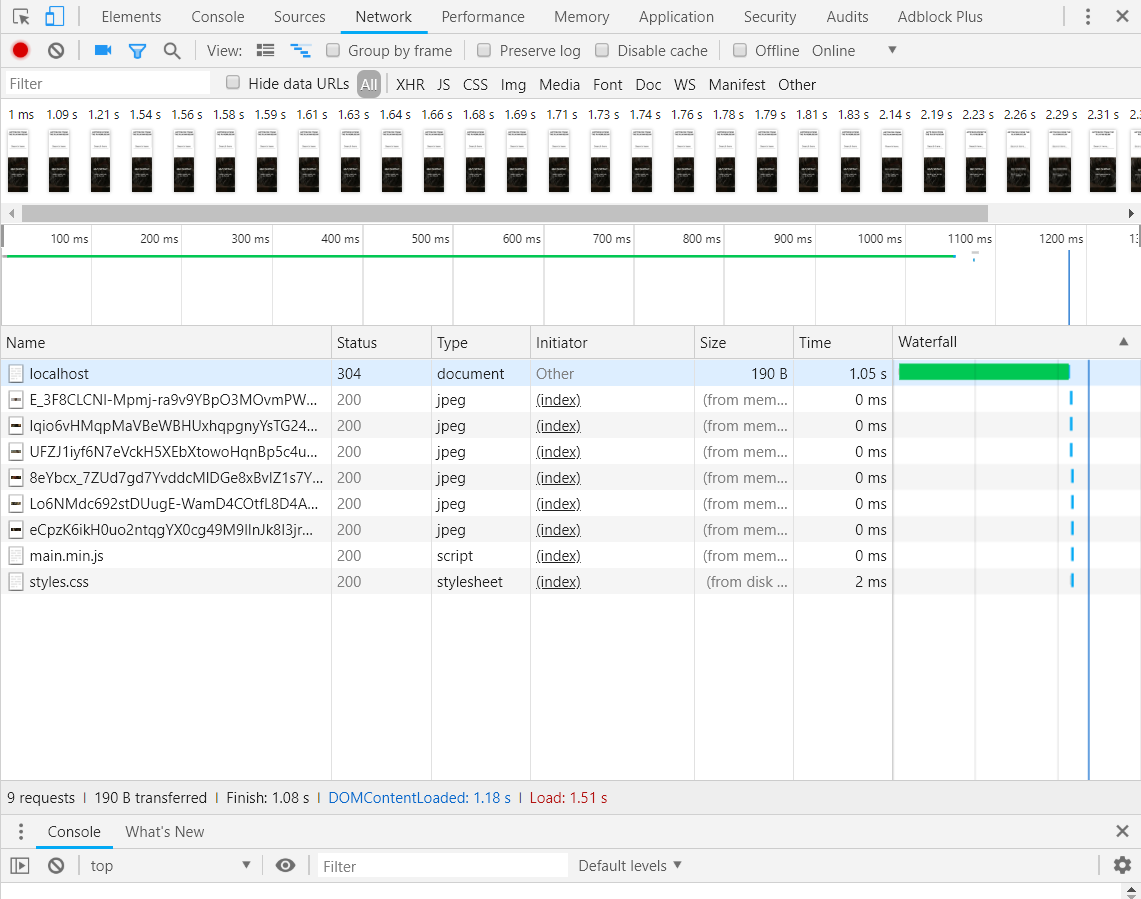 Elements Console Sources Network Performance Memory Application Security Audits Adblock Plus
View: Group by frame Preserve log Disable cache Offline Online
Filter Hide data URLs All XHR JS CSS Img Media Font Doc WS Manifest Other
1 ms 1.09 s 1.21 s 1.54 s 1.56 s 1.58 s 1.59 s 1.61 s 1.63 s 1.64 s 1.66 s 1.68 s 1.69 s 1.71 s 1.73 s 1.74 s 1.76 s 1.78 s 1.79 s 1.81 s 1.83 s 2.14 s 2.19 s 2.23 s 2.26 s 2.29 s 2.31 s
100 ms 200 ms 300 ms 400 ms 500 ms 600 ms 700 ms 800 ms 900 ms 1000 ms 1100 ms 1200 ms
Name Status Type Initiator Size Time Waterfall
localhost 304 document Other 190 B 1.05 s
E_3F8CLCNI-Mpmj-ra9v9YBpO3MOvmPW... 200 jpeg (index) (from mem... 0 ms
Iqio6vHMqpMaVBeWBHUxhqpgnyYsTG24... 200 jpeg (index) (from mem... 0 ms
UFZJ1iyf6N7eVckH5XEbXtowoHqnBp5c4u... 200 jpeg (index) (from mem... 0 ms
8eYbcx_7ZUd7gd7YvddcMIDGe8xBvIZ1s7Y... 200 jpeg (index) (from mem... 0 ms
Lo6NMdc692stDUugE-WamD4COtfL8D4A... 200 jpeg (index) (from mem... 0 ms
eCpzK6ikH0uo2ntqgYX0cg49M9IlnJk8I3jr... 200 jpeg (index) (from mem... 0 ms
main.min.js 200 script (index) (from mem... 0 ms
styles.css 200 stylesheet (index) (from disk ... 2 ms
9 requests | 190 B transferred | Finish: 1.08 s | DOMContentLoaded: 1.18 s | Load: 1.51 s
Console What's New
top Filter Default levels